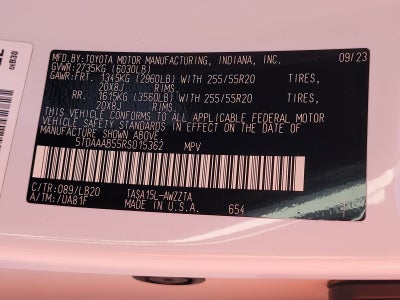 MFD. BY: TOYOTA MOTOR MANUFACTURING, INDIANA, INC. 09/23
GVWR: 2735KG (6030LB)
GAWR: FRT. 1345KG (2960LB) WITH 255/55R20 TIRES,
20X8J RIMS,
RR. 1615KG (3560LB) WITH 255/55R20 TIRES,
20X8J RIMS.
THIS VEHICLE CONFORMS TO ALL APPLICABLE FEDERAL MOTOR
VEHICLE SAFETY STANDARDS IN EFFECT ON THE DATE OF
MANUFACTURE SHOWN ABOVE.
5TDAAAB55RS015362 MPV
C/TR: 089/LB20 TASA15L-AWZZTA
A/TM: /UA81F MADE IN U.S.A. 654